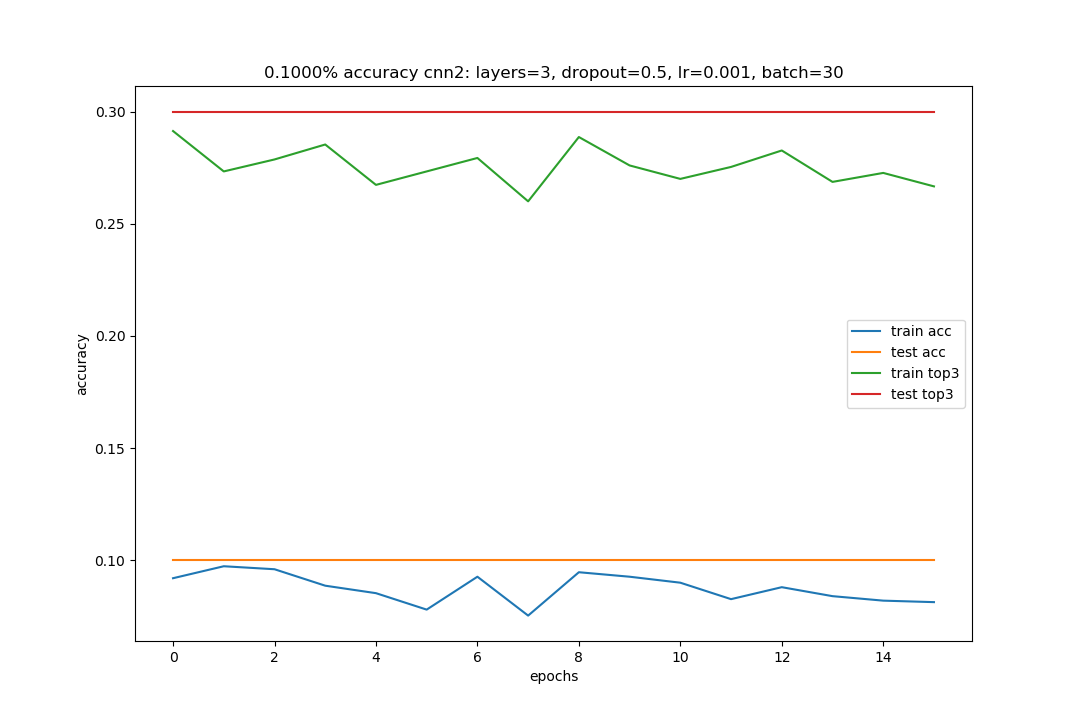 0.1000% accuracy cnn2: layers=3, dropout=0.5, lr=0.001, batch=30
0.30
0.25
0.20
0.15
0.10
accuracy
train acc
test acc
train top3
test top3
0 2 4 6 8 10 12 14
epochs